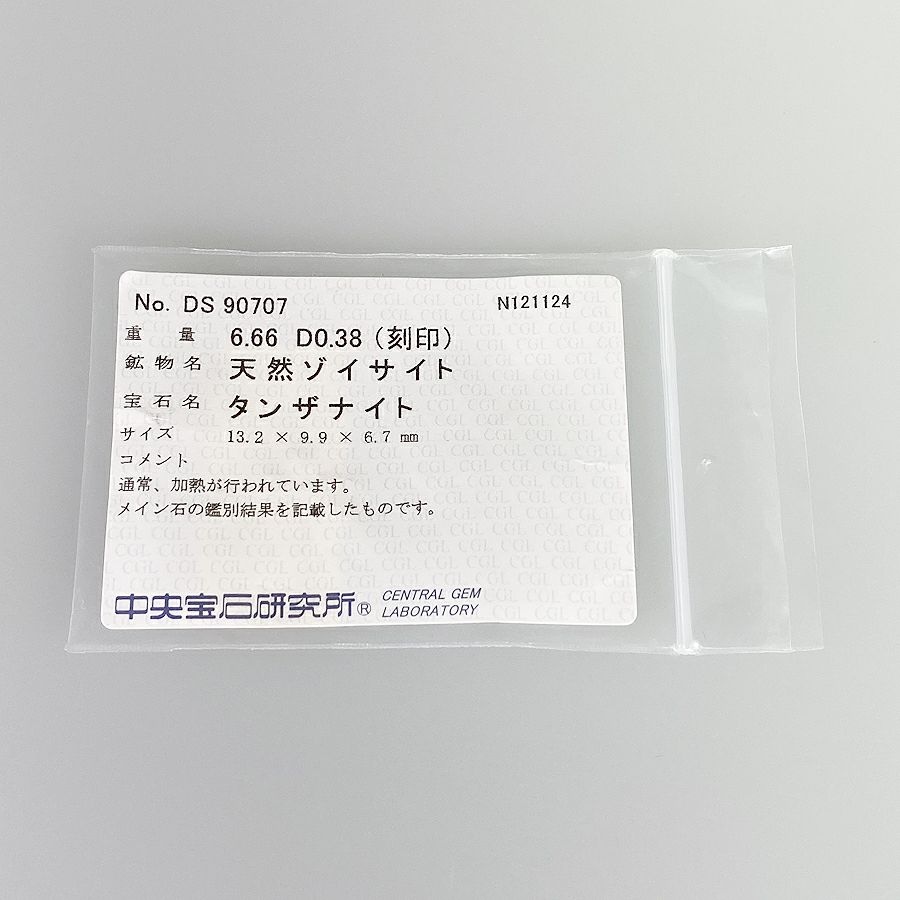 No. DS 90707 N121124
重量 6.66 D0.38（刻印）
鉱物名 天然ゾイサイト
宝石名 タンザナイト
サイズ 13.2 × 9.9 × 6.7 mm
コメント
通常、加熱が行われています。
メイン石の鑑別結果を記載したものです。
中央宝石研究所® CENTRAL GEM
LABORATORY